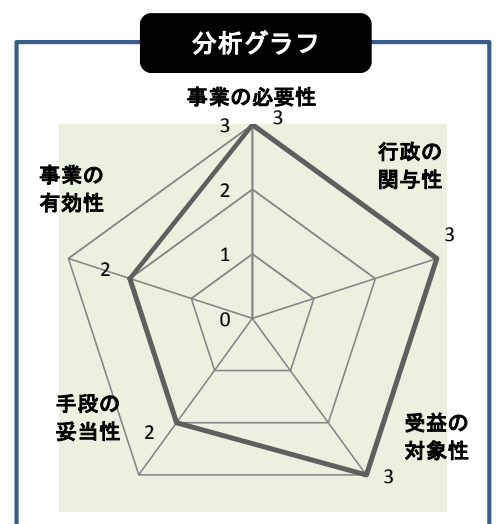 分析グラフ
事業の必要性
3
3
行政の
関与性
事業の
有効性
2
3
2
1
0
手段の
妥当性
2
受益の
対象性
3